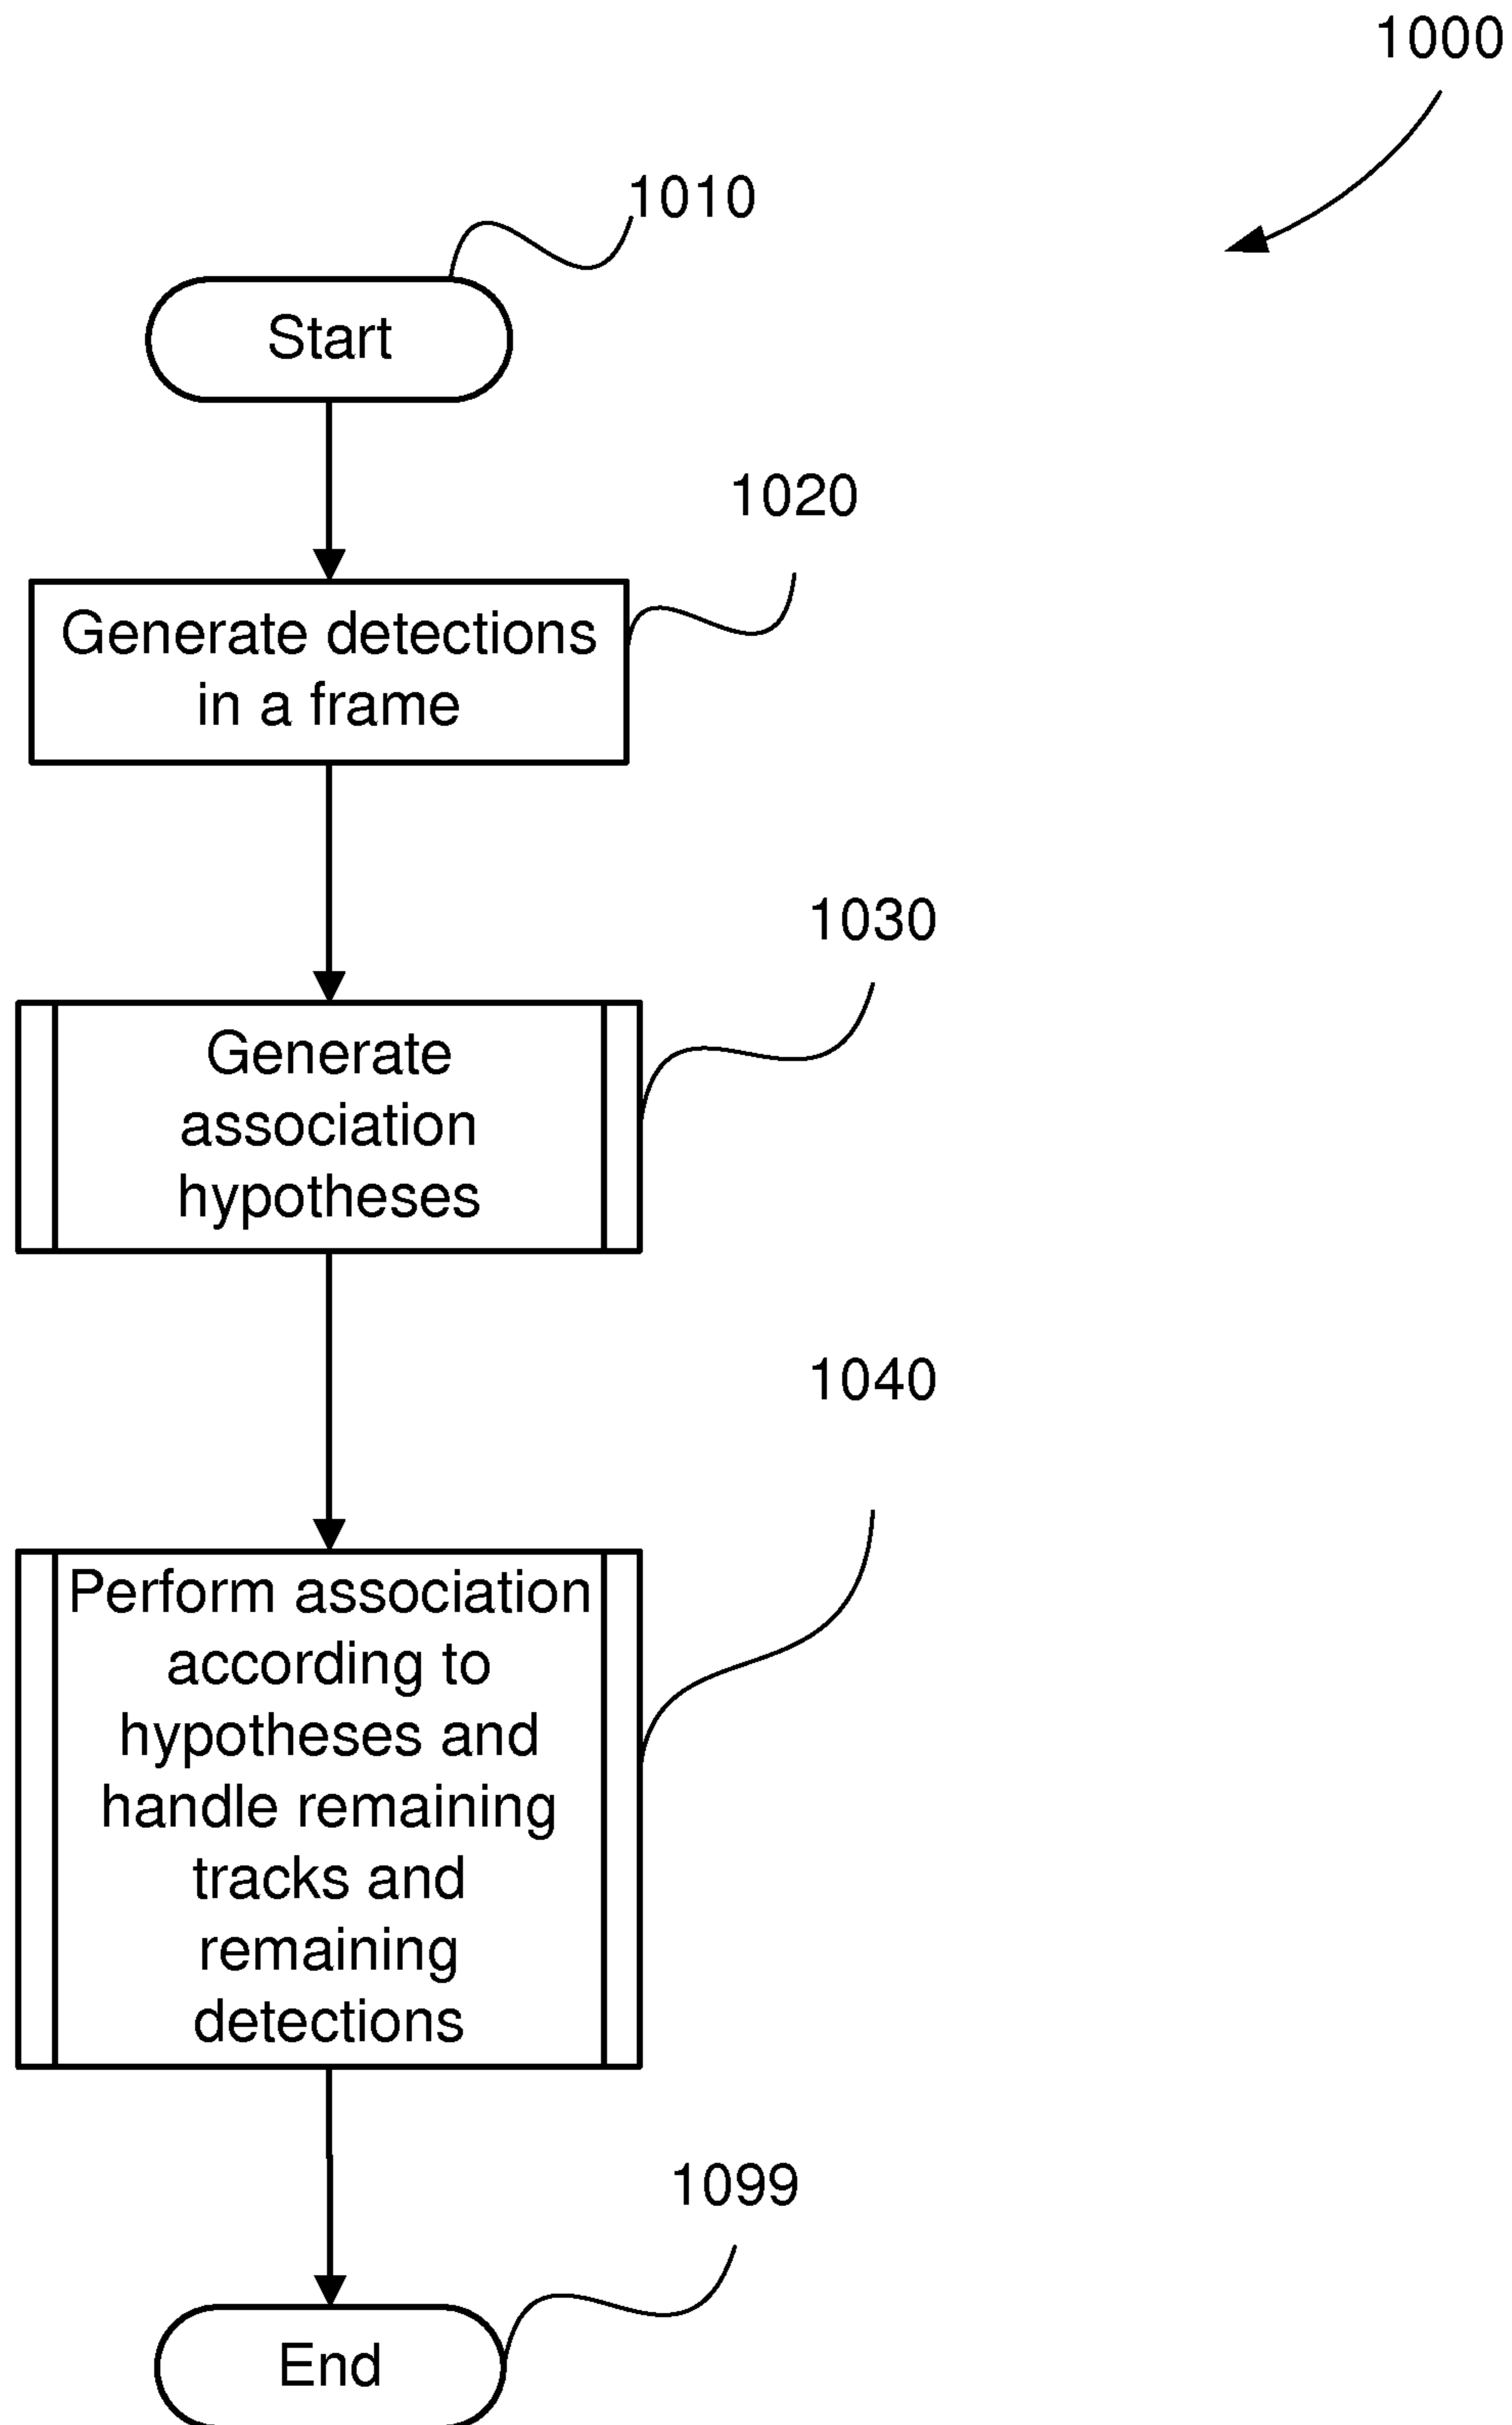 1000
1010
Start
1020
Generate detections
in a frame
1030
Generate
association
hypotheses
1040
Perform association
according to
hypotheses and
handle remaining
tracks and
remaining
detections
1099
End